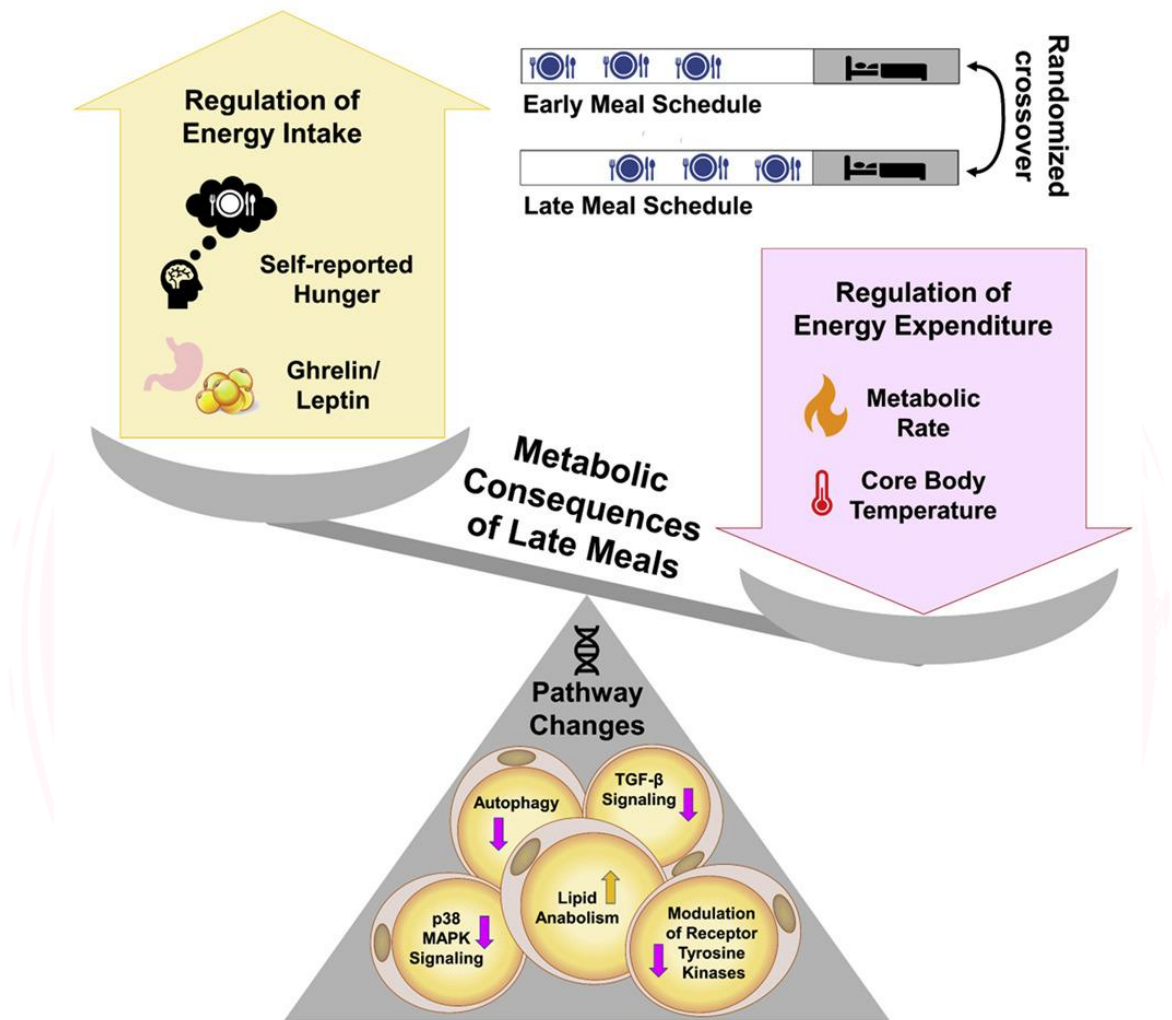 Regulation of
Energy Intake
Self-reported
Hunger
Ghrelin/
Leptin
Early Meal Schedule
Late Meal Schedule
Randomized
crossover
Regulation of
Energy Expenditure
Metabolic
Rate
Core Body
Temperature
Metabolic
Consequences
of Late Meals
Pathway
Changes
Autophagy
TGF-β
Signaling
p38
MAPK
Signaling
Lipid
Anabolism
Modulation
of Receptor
Tyrosine
Kinases